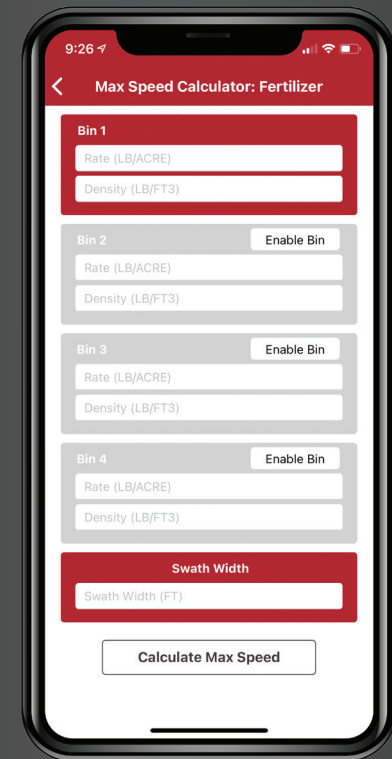 9:26
Max Speed Calculator: Fertilizer
Bin 1
Rate (LB/ACRE)
Density (LB/FT3)
Bin 2 Enable Bin
Rate (LB/ACRE)
Density (LB/FT3)
Bin 3 Enable Bin
Rate (LB/ACRE)
Density (LB/FT3)
Bin 4 Enable Bin
Rate (LB/ACRE)
Density (LB/FT3)
Swath Width
Swath Width (FT)
Calculate Max Speed